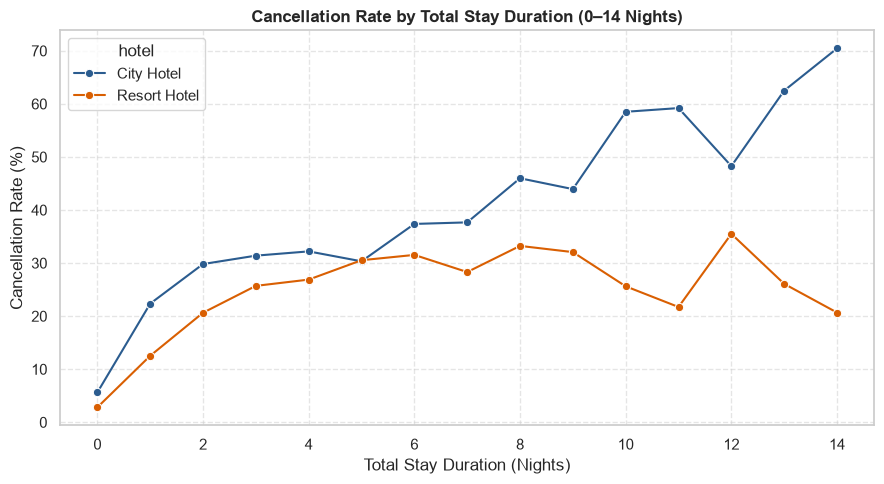 Cancellation Rate by Total Stay Duration (0–14 Nights)
hotel
City Hotel
Resort Hotel
Cancellation Rate (%)
70
60
50
40
30
20
10
0
0 2 4 6 8 10 12 14
Total Stay Duration (Nights)